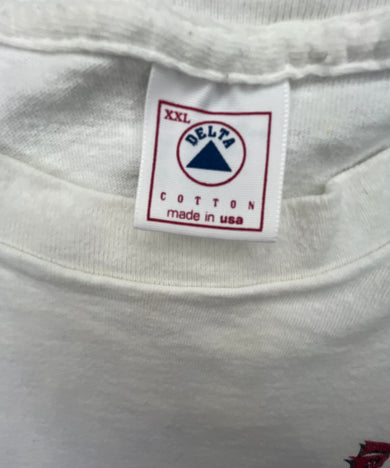 XXL
DELTA
COTTON
made in usa